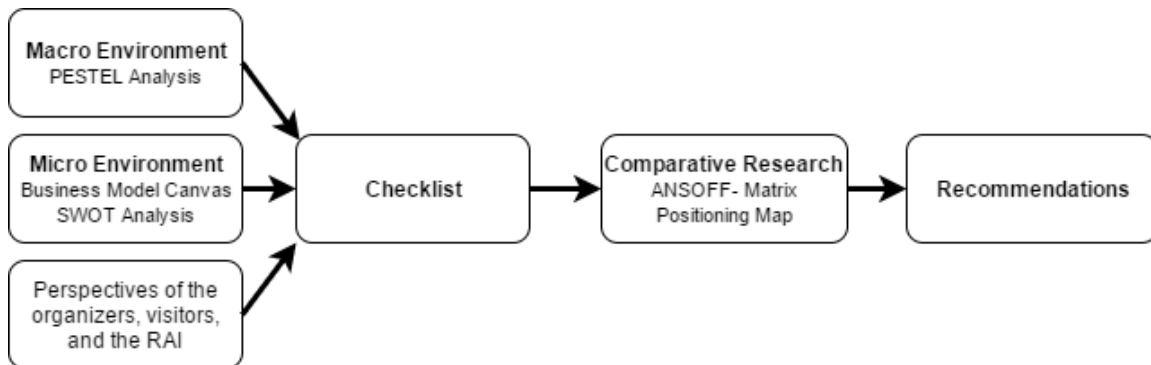 Macro Environment
PESTEL Analysis
Micro Environment
Business Model Canvas
SWOT Analysis
Perspectives of the
organizers, visitors,
and the RAI
Checklist
Comparative Research
ANSOFF- Matrix
Positioning Map
Recommendations